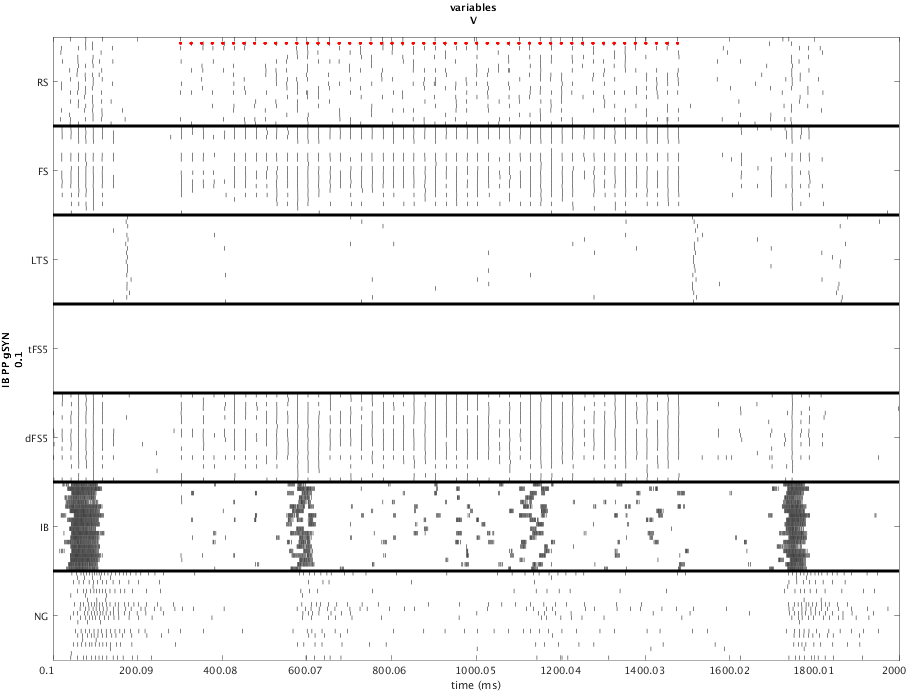 variables
V
RS
FS
LTS
tFS5
dFS5
IB
NG
IB PP gSYN
0.1
0.1 200.09 400.08 600.07 800.06 1000.05 1200.04 1400.03 1600.02 1800.01 2000
time (ms)